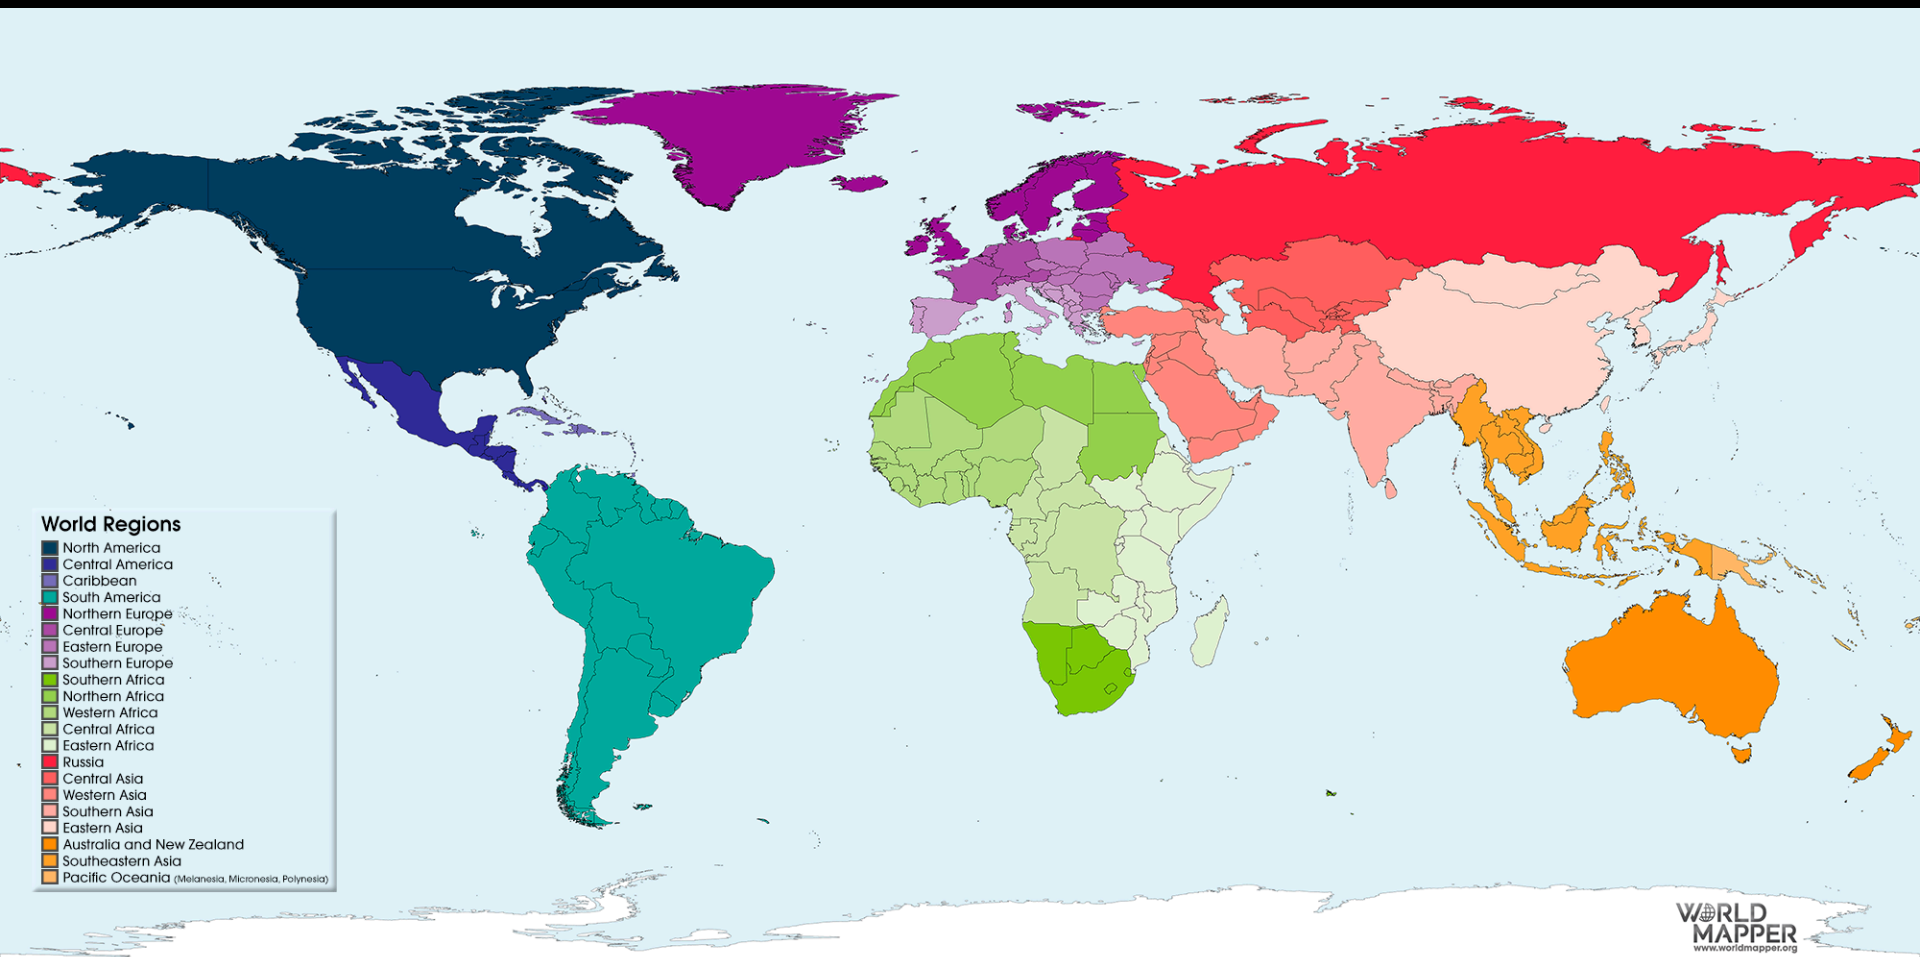 World Regions
North America
Central America
Caribbean
South America
Northern Europe
Central Europe
Eastern Europe
Southern Europe
Southern Africa
Northern Africa
Western Africa
Central Africa
Eastern Africa
Russia
Central Asia
Western Asia
Southern Asia
Eastern Asia
Australia and New Zealand
Southeastern Asia
Pacific Oceania (Melanesia, Micronesia, Polynesia)
WORLD
MAPPER
www.worldmapper.org